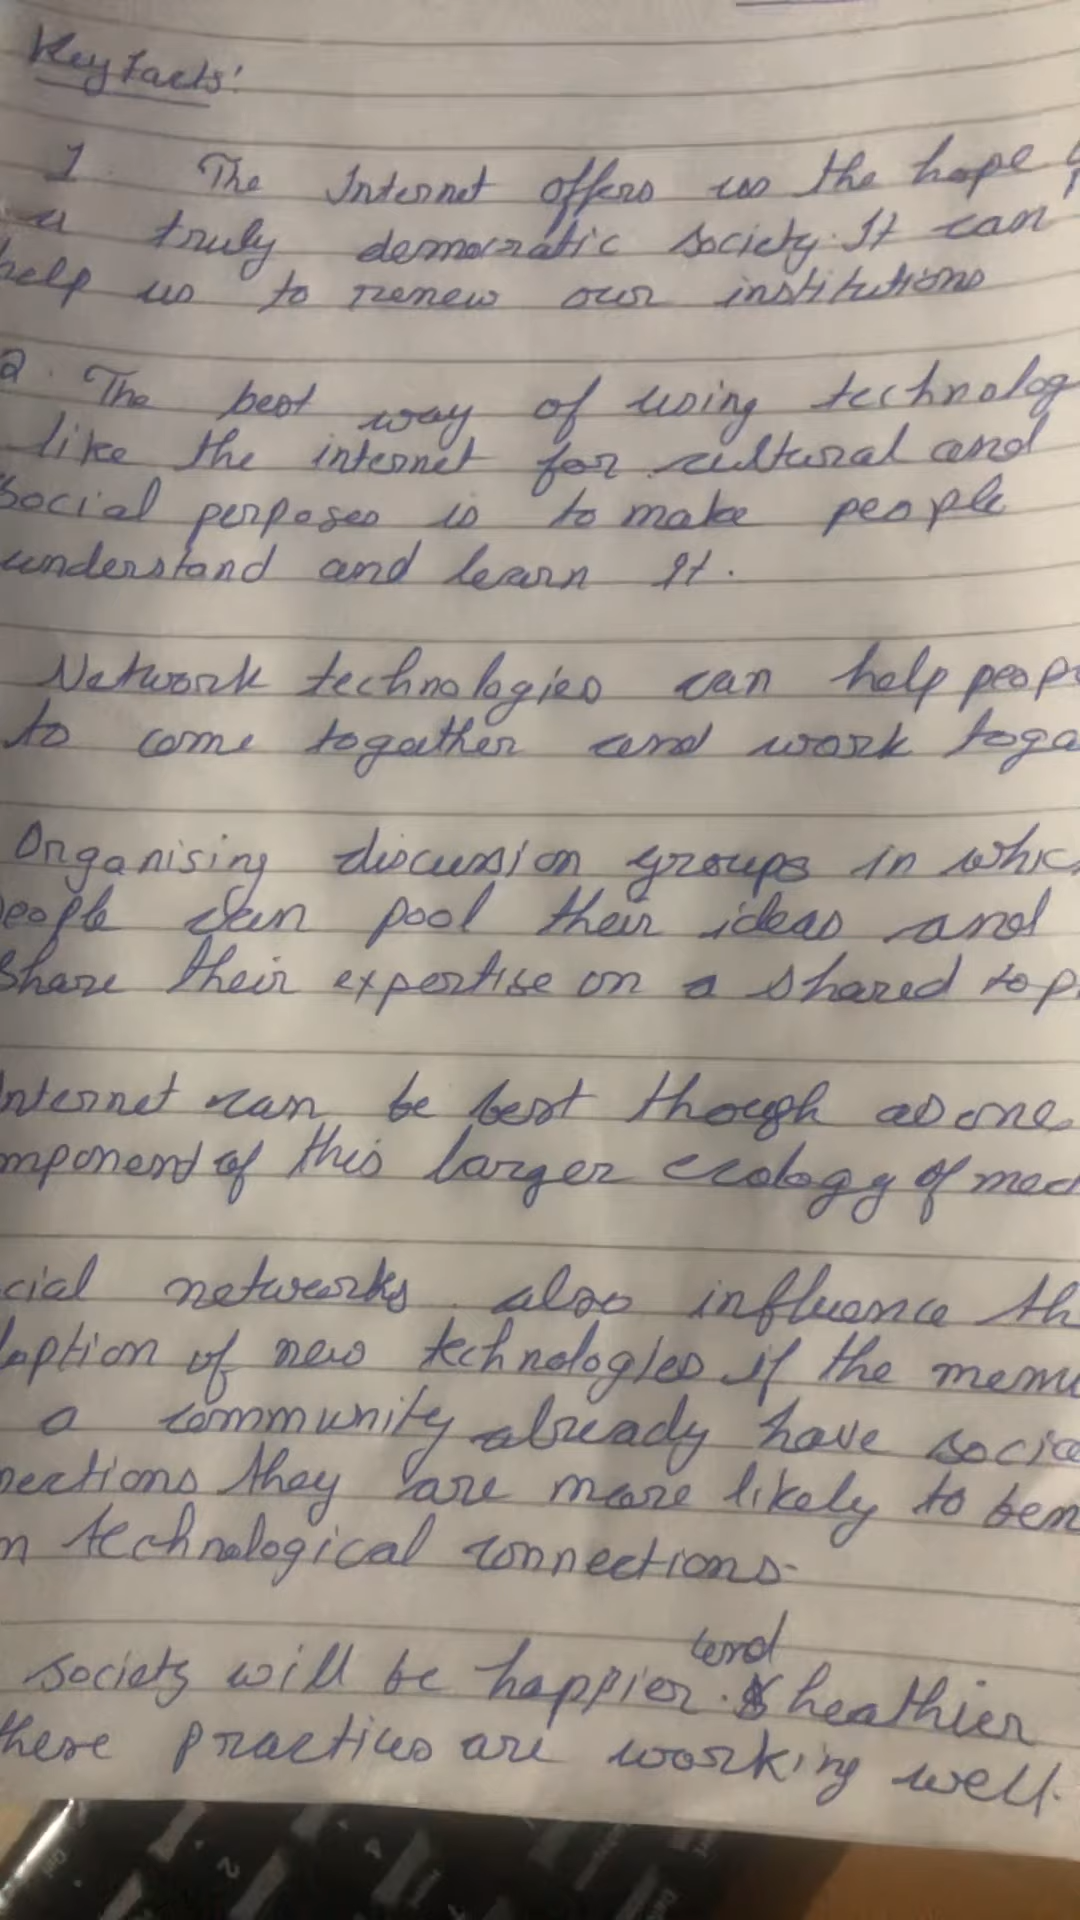 Key facts:
1 The Internet offers us the hope
a truly democratic society. It can
help us to renew our institutions
2. The best way of using technolog
like the internet for cultural and
Social perposes is to make people
understand and learn It.
Network technologies can help peop
to come togather and work toga
Organising discussion groups in whic
people can pool their ideas and
Share their expertise on a shared top
nternet can be best though as one
mponend of this larger ecology of med
cial networks also influence th
aption of new technologies if the mem
a community already have socia
nections they are more likely to ben
m technological connections.
and
society will be happier. heathier
these practices are working well.